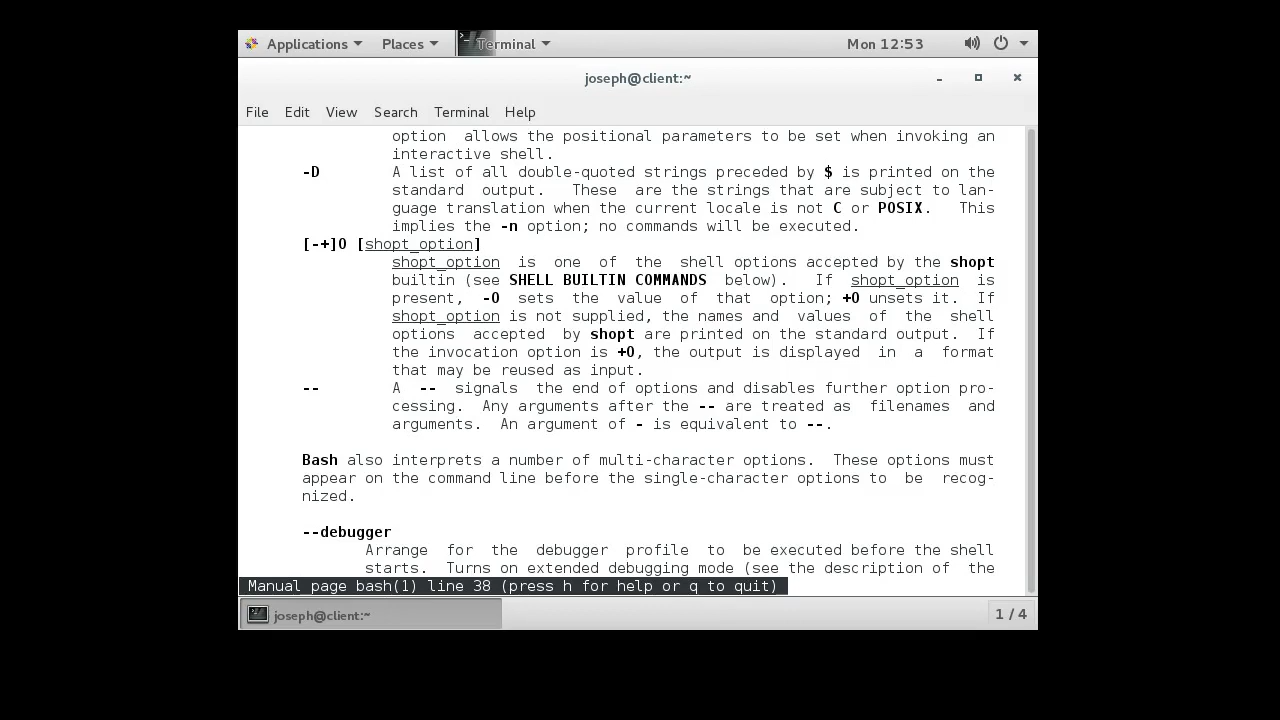 Applications Places Terminal Mon 12:53
joseph@client:~
File Edit View Search Terminal Help
option  allows the positional parameters to be set when invoking an
interactive shell.
-D        A list of all double-quoted strings preceded by $ is printed on the
standard  output.   These  are the strings that are subject to lan-
guage translation when the current locale is not C or POSIX.   This
implies the -n option; no commands will be executed.
[-+]O [shopt_option]
shopt_option  is  one  of  the  shell options accepted by the shopt
builtin (see SHELL BUILTIN COMMANDS  below).   If  shopt_option  is
present,  -O  sets  the  value  of  that  option; +O unsets it.  If
shopt_option is not supplied, the names and  values  of  the  shell
options  accepted  by shopt are printed on the standard output.  If
the invocation option is +O, the output is displayed  in  a  format
that may be reused as input.
--        A  --  signals  the end of options and disables further option pro-
cessing.  Any arguments after the -- are treated as  filenames  and
arguments.  An argument of - is equivalent to --.
Bash also interprets a number of multi-character options.  These options must
appear on the command line before the single-character options to  be  recog-
nized.
--debugger
Arrange  for  the  debugger  profile  to  be executed before the shell
starts.  Turns on extended debugging mode (see the description of  the
Manual page bash(1) line 38 (press h for help or q to quit)
joseph@client:~ 1 / 4